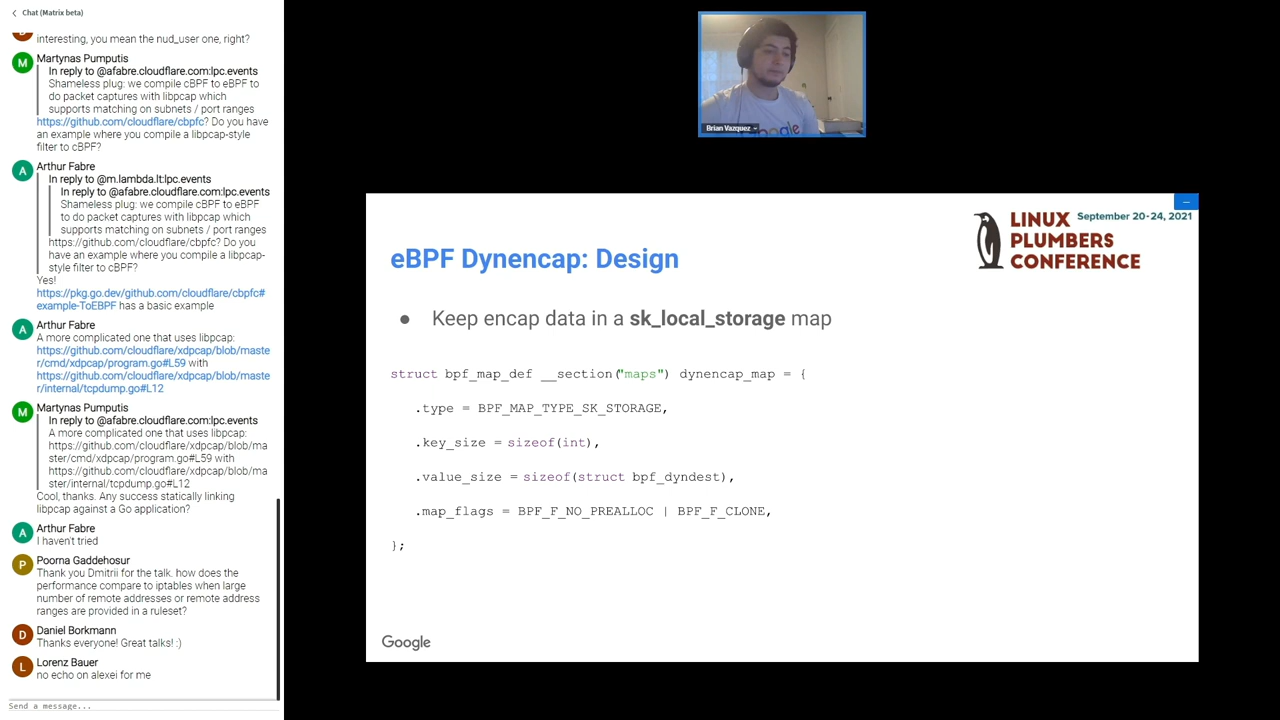 Chat (Matrix beta)
interesting, you mean the nud_user one, right?
M
Martynas Pumputis
In reply to @afabre.cloudflare.com:lpc.events
Shameless plug: we compile cBPF to eBPF to
do packet captures with libpcap which
supports matching on subnets / port ranges
https://github.com/cloudflare/cbpfc? Do you have
an example where you compile a libpcap-style
filter to cBPF?
A
Arthur Fabre
In reply to @m.lambda.lt:lpc.events
In reply to @afabre.cloudflare.com:lpc.events
Shameless plug: we compile cBPF to eBPF
to do packet captures with libpcap which
supports matching on subnets / port ranges
https://github.com/cloudflare/cbpfc? Do you
have an example where you compile a libpcap-
style filter to cBPF?
Yes!
https://pkg.go.dev/github.com/cloudflare/cbpfc#
example-ToEBPF has a basic example
A
Arthur Fabre
A more complicated one that uses libpcap:
https://github.com/cloudflare/xdpcap/blob/maste
r/cmd/xdpcap/program.go#L59 with
https://github.com/cloudflare/xdpcap/blob/maste
r/internal/tcpdump.go#L12
M
Martynas Pumputis
In reply to @afabre.cloudflare.com:lpc.events
A more complicated one that uses libpcap:
https://github.com/cloudflare/xdpcap/blob/ma
ster/cmd/xdpcap/program.go#L59 with
https://github.com/cloudflare/xdpcap/blob/ma
ster/internal/tcpdump.go#L12
Cool, thanks. Any success statically linking
libpcap against a Go application?
A
Arthur Fabre
I haven't tried
P
Poorna Gaddehosur
Thank you Dmitrii for the talk. how does the
performance compare to iptables when large
number of remote addresses or remote address
ranges are provided in a ruleset?
D
Daniel Borkmann
Thanks everyone! Great talks! :)
L
Lorenz Bauer
no echo on alexei for me
Send a message...
Google
Brian Vazquez
LINUX PLUMBERS CONFERENCE
September 20-24, 2021
eBPF Dynencap: Design
● Keep encap data in a sk_local_storage map
struct bpf_map_def __section("maps") dynencap_map = {
.type = BPF_MAP_TYPE_SK_STORAGE,
.key_size = sizeof(int),
.value_size = sizeof(struct bpf_dyndest),
.map_flags = BPF_F_NO_PREALLOC | BPF_F_CLONE,
};
Google